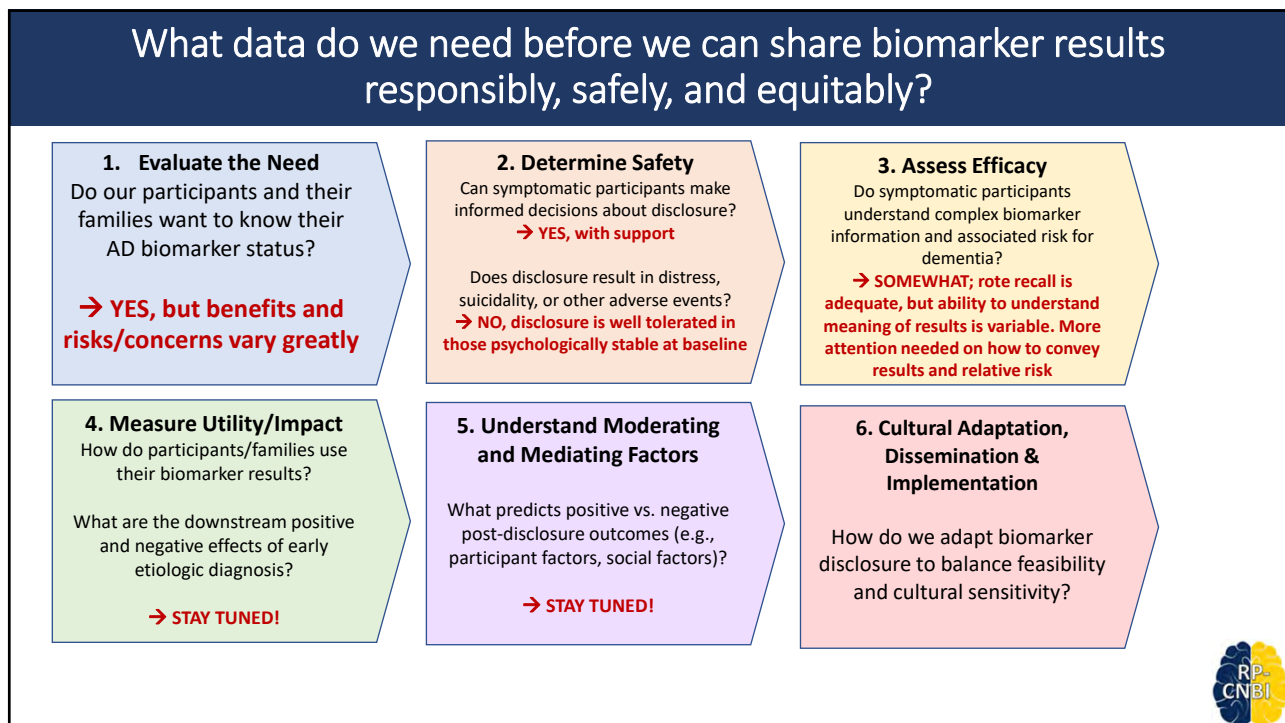 What data do we need before we can share biomarker results
responsibly, safely, and equitably?
1. Evaluate the Need
Do our participants and their
families want to know their
AD biomarker status?
→ YES, but benefits and
risks/concerns vary greatly
2. Determine Safety
Can symptomatic participants make
informed decisions about disclosure?
→ YES, with support
Does disclosure result in distress,
suicidality, or other adverse events?
→ NO, disclosure is well tolerated in
those psychologically stable at baseline
3. Assess Efficacy
Do symptomatic participants
understand complex biomarker
information and associated risk for
dementia?
→ SOMEWHAT; rote recall is
adequate, but ability to understand
meaning of results is variable. More
attention needed on how to convey
results and relative risk
4. Measure Utility/Impact
How do participants/families use
their biomarker results?
What are the downstream positive
and negative effects of early
etiologic diagnosis?
→ STAY TUNED!
5. Understand Moderating
and Mediating Factors
What predicts positive vs. negative
post-disclosure outcomes (e.g.,
participant factors, social factors)?
→ STAY TUNED!
6. Cultural Adaptation,
Dissemination &
Implementation
How do we adapt biomarker
disclosure to balance feasibility
and cultural sensitivity?
RP-
CNBI